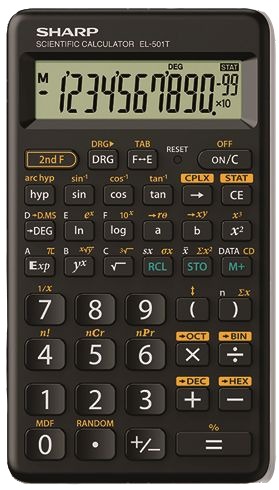 SHARP
SCIENTIFIC CALCULATOR EL-501T
DEG STAT
M -1234567890. -99
×10
DRG▶ TAB RESET OFF
2nd F DRG F↔E ON/C
arc hyp sin⁻¹ cos⁻¹ tan⁻¹ CPLX STAT
hyp sin cos tan → CE
D→D.MS E eˣ F 10ˣ →rθ →xy x³
→DEG ln log a b x²
A π B ˣ√y C ³√ sx σx x̄ Σx² DATA CD
Exp yˣ √ RCL STO M+
1/x ↕ n Σx
7 8 9 ( )
n! nCr nPr →OCT →BIN
4 5 6 × ÷
→DEC →HEX
1 2 3 + −
MDF RANDOM %
0 • +/− =